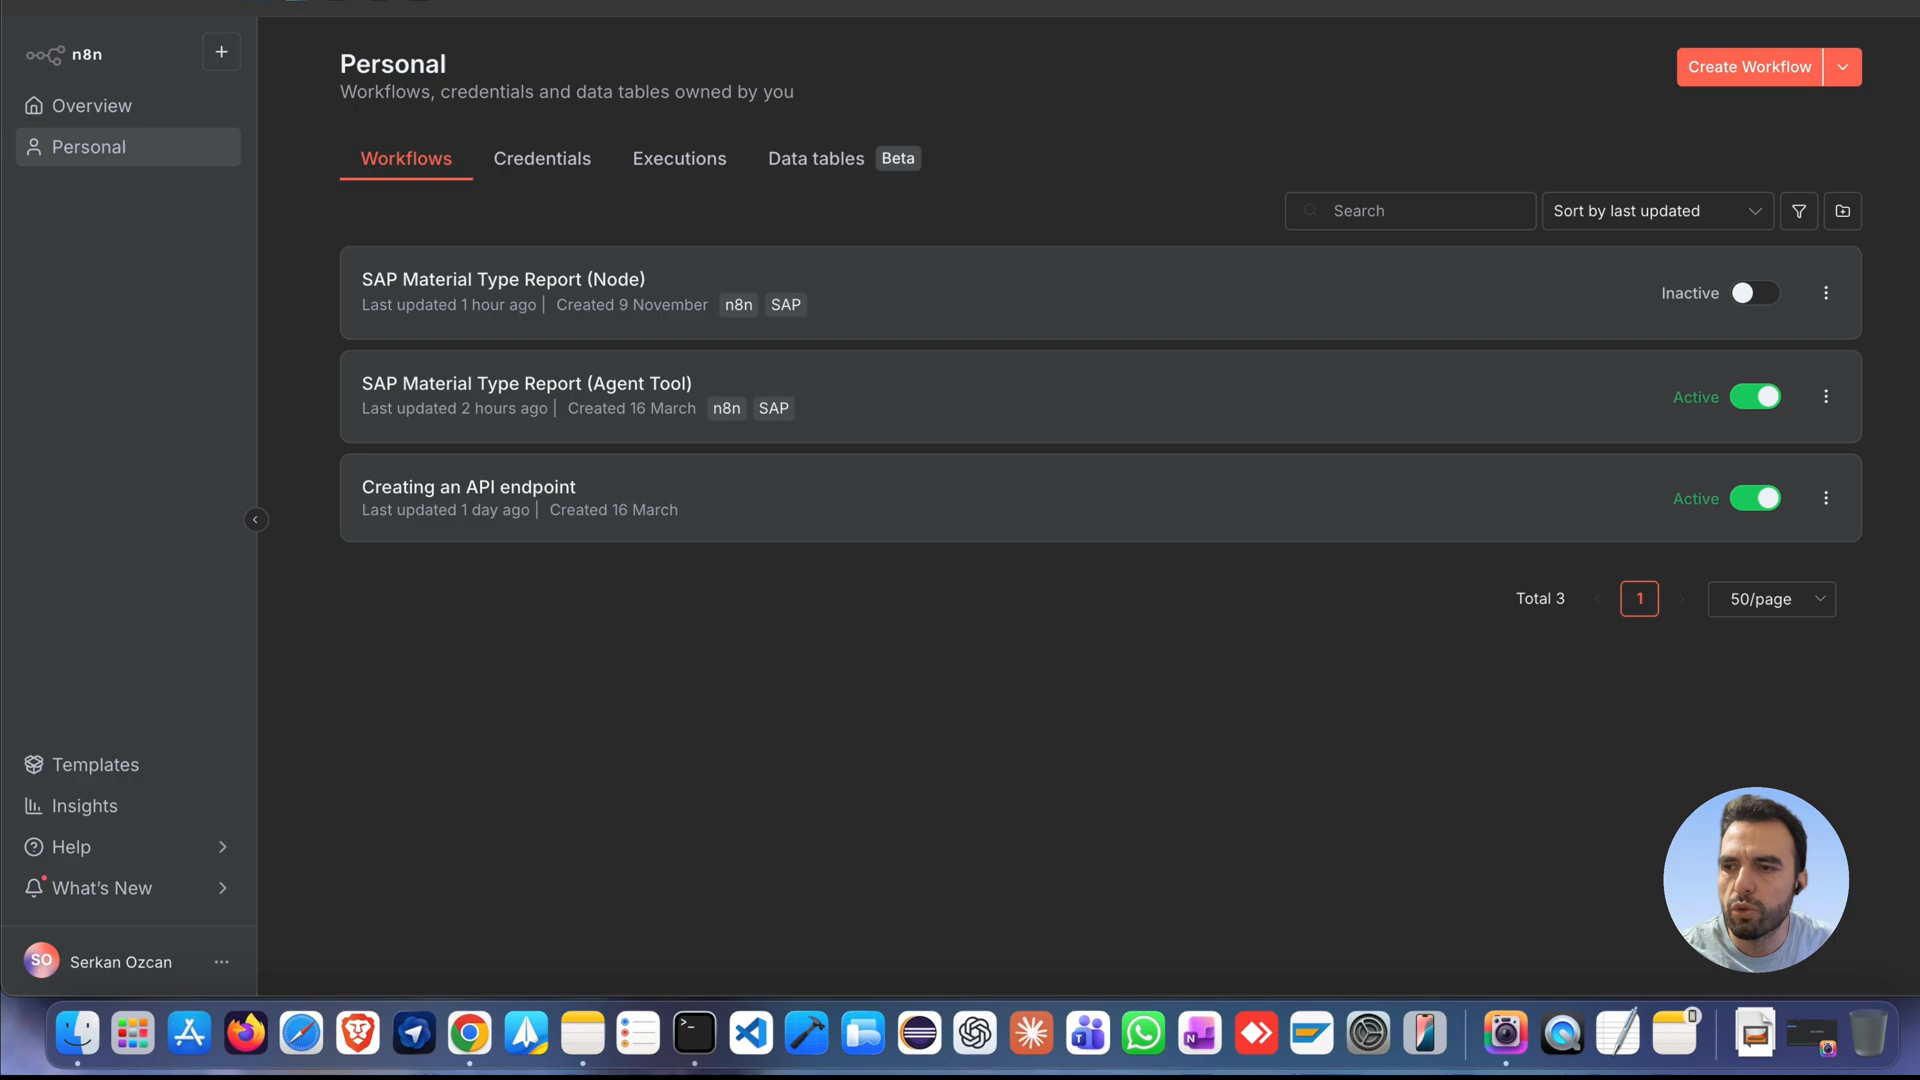 n8n
+
Overview
Personal
Templates
Insights
Help
What's New
SO Serkan Ozcan ...
Personal
Workflows, credentials and data tables owned by you
Create Workflow
Workflows Credentials Executions Data tables Beta
Search Sort by last updated
SAP Material Type Report (Node)
Last updated 1 hour ago | Created 9 November n8n SAP
Inactive
SAP Material Type Report (Agent Tool)
Last updated 2 hours ago | Created 16 March n8n SAP
Active
Creating an API endpoint
Last updated 1 day ago | Created 16 March
Active
Total 3 1 50/page